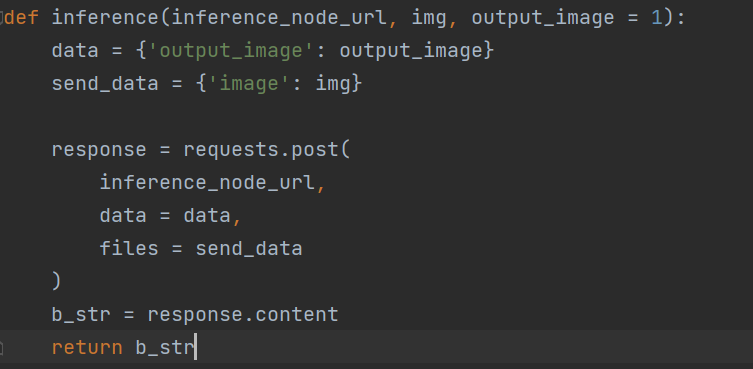 def inference(inference_node_url, img, output_image = 1):
    data = {'output_image': output_image}
    send_data = {'image': img}

    response = requests.post(
        inference_node_url,
        data = data,
        files = send_data
    )
    b_str = response.content
    return b_str